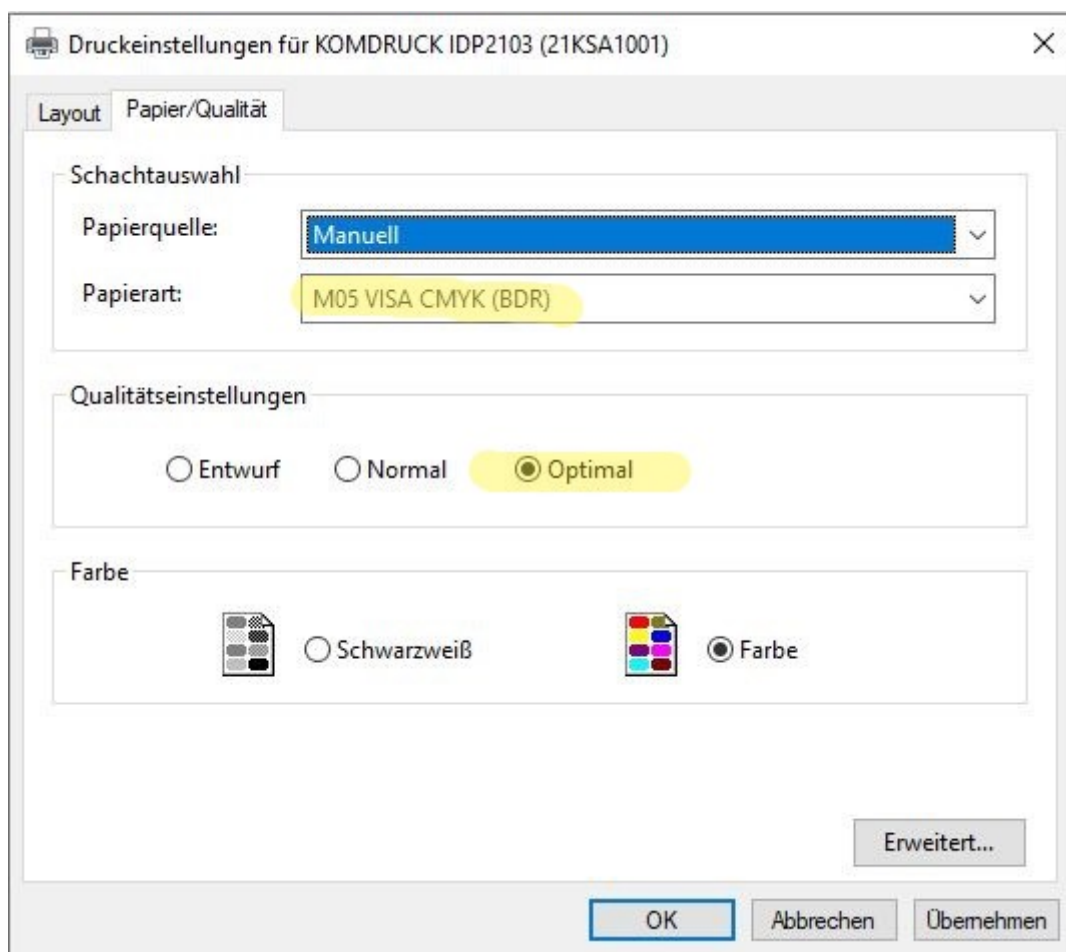 Druckeinstellungen für KOMDRUCK IDP2103 (21KSA1001)
Layout
Papier/Qualität
Schachtauswahl
Papierquelle:
Manuell
Papierart:
M05 VISA CMYK (BDR)
Qualitätseinstellungen
Entwurf
Normal
Optimal
Farbe
Schwarzweiß
Farbe
Erweitert...
OK
Abbrechen
Übernehmen